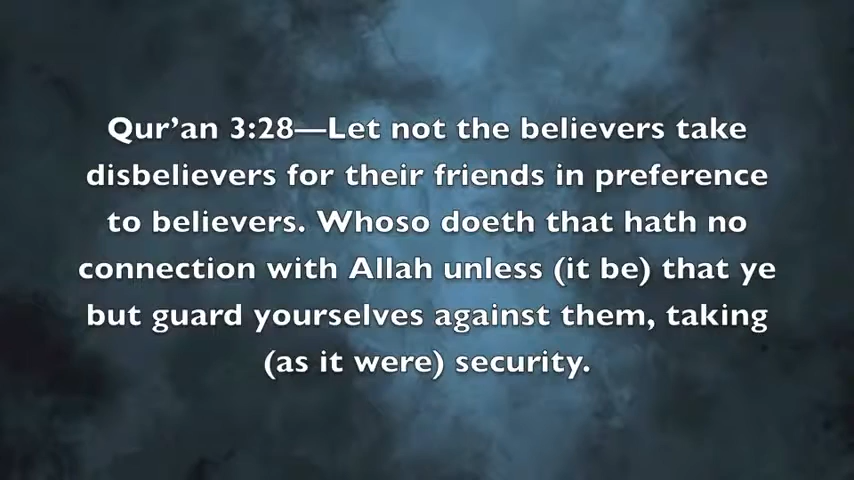 Qur’an 3:28—Let not the believers take
disbelievers for their friends in preference
to believers. Whoso doeth that hath no
connection with Allah unless (it be) that ye
but guard yourselves against them, taking
(as it were) security.